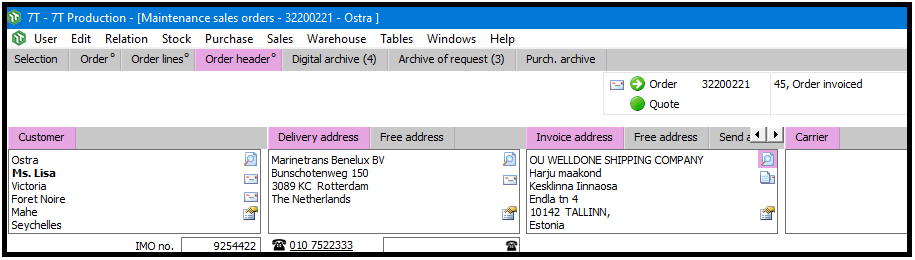 7T - 7T Production - [Maintenance sales orders - 32200221 - Ostra ]
User Edit Relation Stock Purchase Sales Warehouse Tables Windows Help
Selection Order° Order lines° Order header° Digital archive (4) Archive of request (3) Purch. archive
Order 32200221 45, Order invoiced
Quote
Customer Delivery address Free address Invoice address Free address Send a Carrier
Ostra
Ms. Lisa
Victoria
Foret Noire
Mahe
Seychelles
Marinetrans Benelux BV
Bunschotenweg 150
3089 KC Rotterdam
The Netherlands
OU WELLDONE SHIPPING COMPANY
Harju maakond
Kesklinna linnaosa
Endla tn 4
10142 TALLINN,
Estonia
IMO no. 9254422 010 7522333